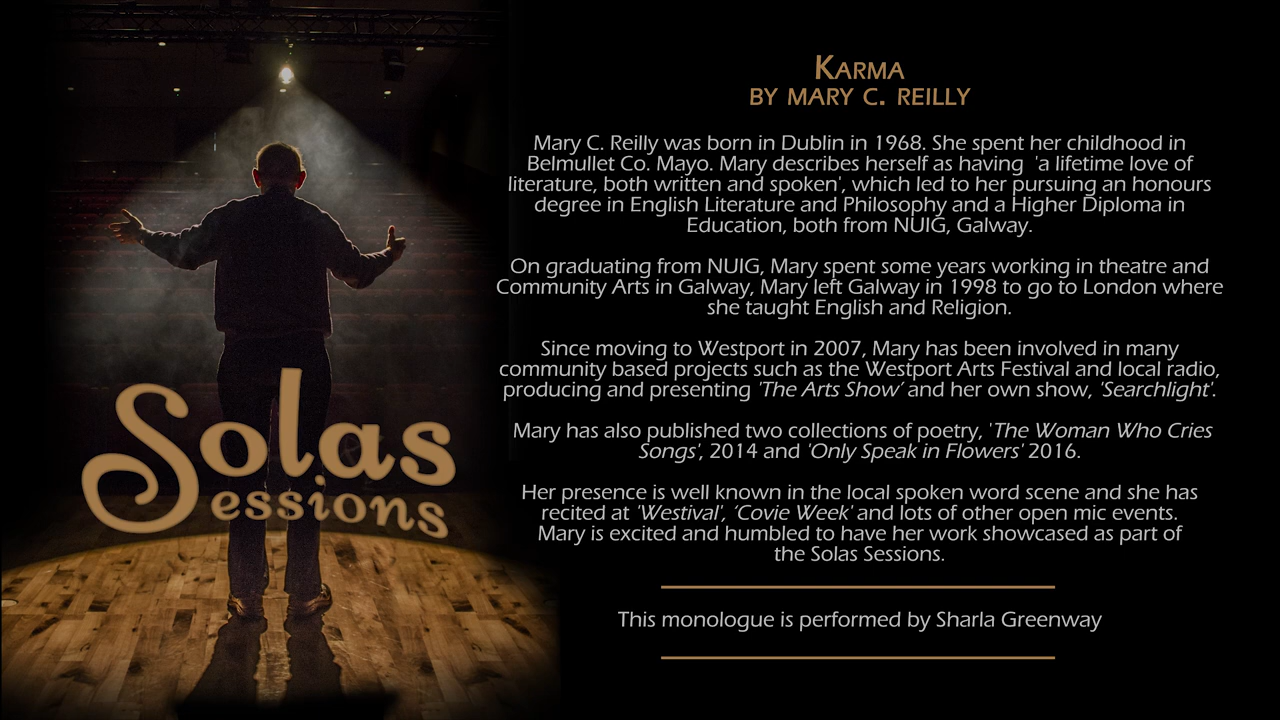 Solas
Sessions
KARMA
BY MARY C. REILLY
Mary C. Reilly was born in Dublin in 1968. She spent her childhood in
Belmullet Co. Mayo. Mary describes herself as having  'a lifetime love of
literature, both written and spoken', which led to her pursuing an honours
degree in English Literature and Philosophy and a Higher Diploma in
Education, both from NUIG, Galway.
On graduating from NUIG, Mary spent some years working in theatre and
Community Arts in Galway, Mary left Galway in 1998 to go to London where
she taught English and Religion.
Since moving to Westport in 2007, Mary has been involved in many
community based projects such as the Westport Arts Festival and local radio,
producing and presenting 'The Arts Show’ and her own show, 'Searchlight'.
Mary has also published two collections of poetry, 'The Woman Who Cries
Songs', 2014 and 'Only Speak in Flowers' 2016.
Her presence is well known in the local spoken word scene and she has
recited at 'Westival', ‘Covie Week' and lots of other open mic events.
Mary is excited and humbled to have her work showcased as part of
the Solas Sessions.
This monologue is performed by Sharla Greenway